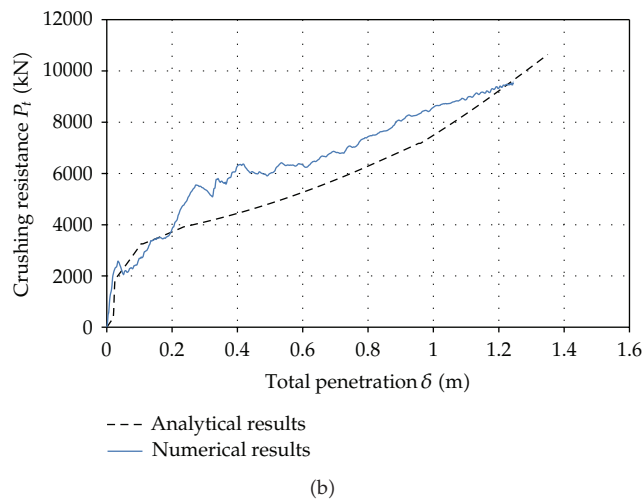 12000
10000
8000
6000
4000
2000
0
Crushing resistance Pt (kN)
0 0.2 0.4 0.6 0.8 1 1.2 1.4 1.6
Total penetration δ (m)
Analytical results
Numerical results
(b)